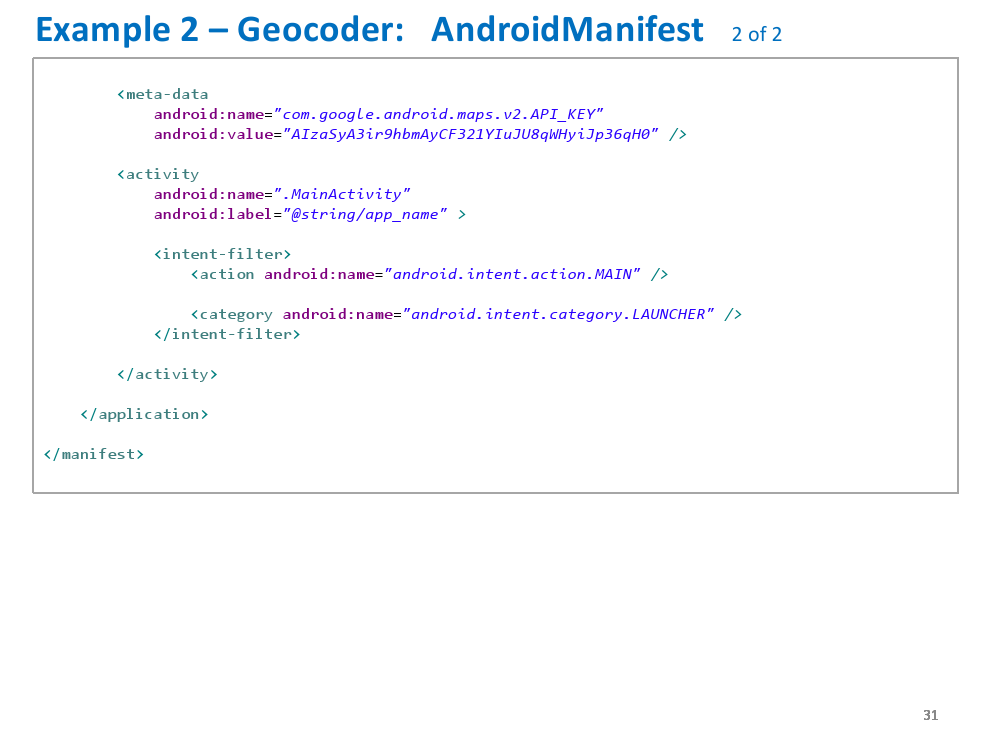 Example 2 – Geocoder: AndroidManifest 2 of 2
<meta-data
android:name="com.google.android.maps.v2.API_KEY"
android:value="AIzaSyA3ir9hbmAyCF321YIuJU8qWHyiJp36qH0" />
<activity
android:name=".MainActivity"
android:label="@string/app_name" >
<intent-filter>
<action android:name="android.intent.action.MAIN" />
<category android:name="android.intent.category.LAUNCHER" />
</intent-filter>
</activity>
</application>
</manifest>
31